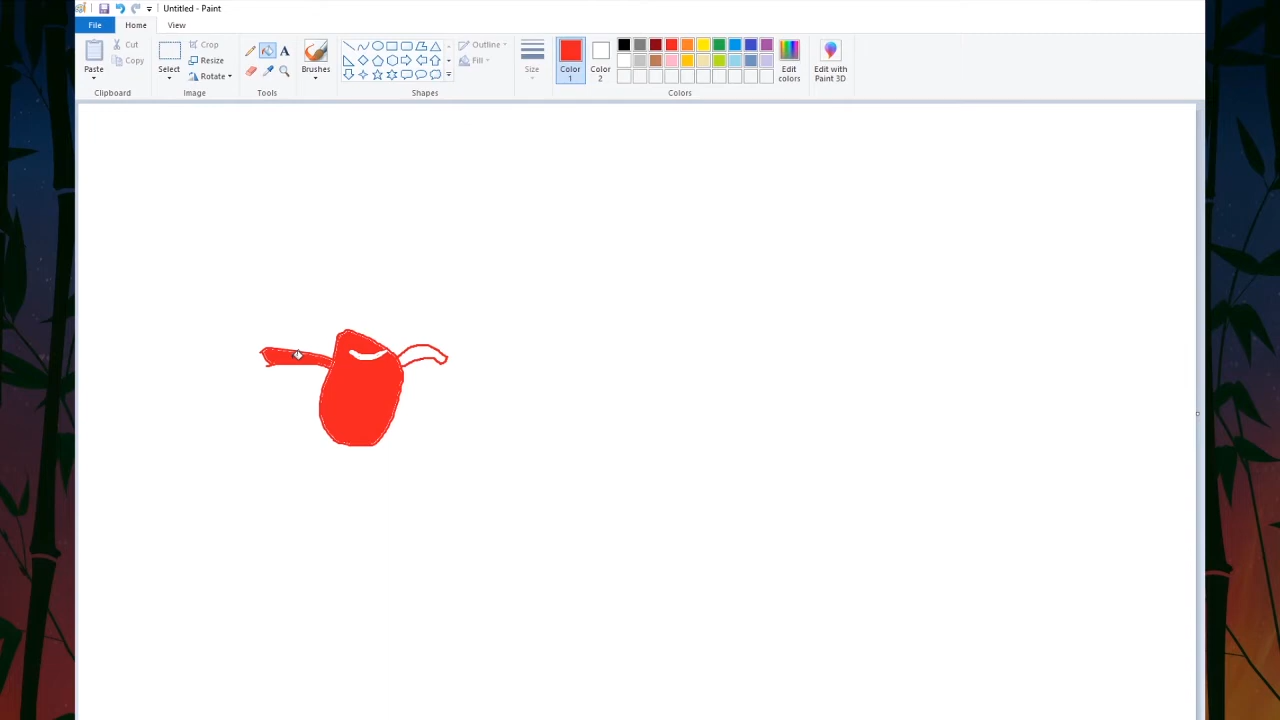 Untitled - Paint
File Home View
Paste
Cut
Copy
Clipboard
Select
Crop
Resize
Rotate
Image
A
Tools
Brushes
Shapes
Outline
Fill
Size
Color 1
Color 2
Edit colors
Colors
Edit with Paint 3D